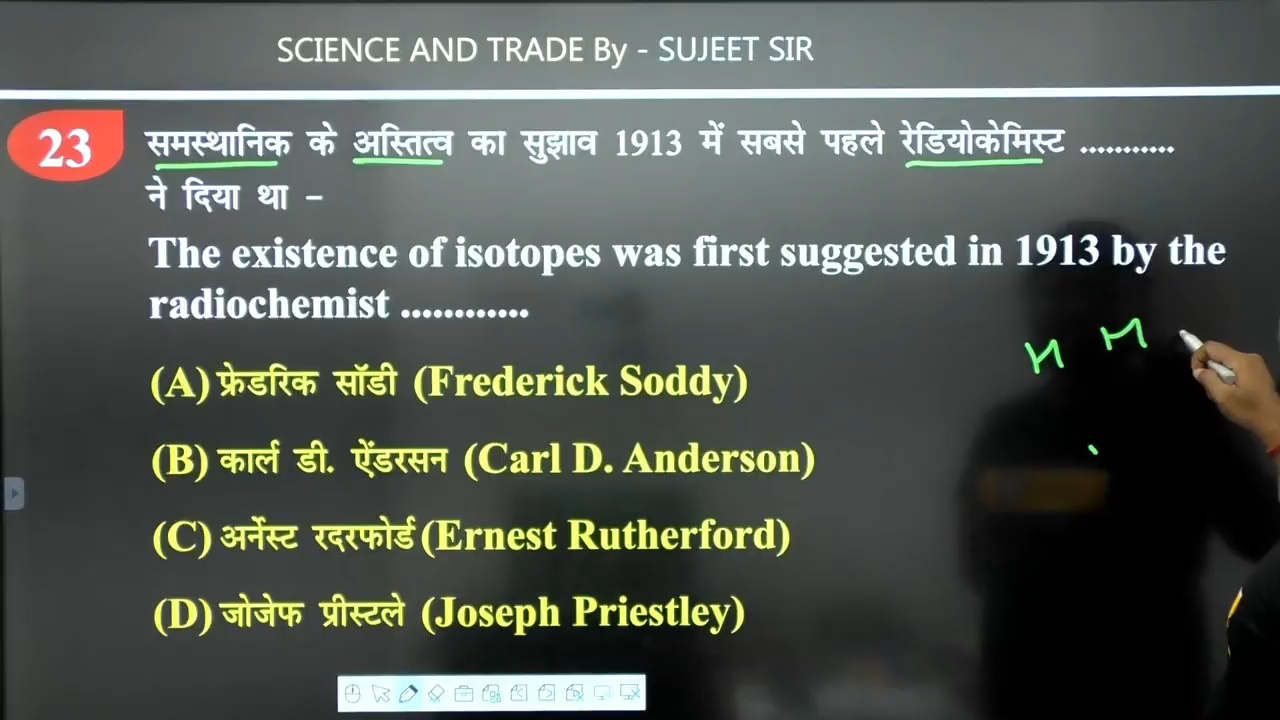 SCIENCE AND TRADE By - SUJEET SIR
23
समस्थानिक के अस्तित्व का सुझाव 1913 में सबसे पहले रेडियोकेमिस्ट ............
ने दिया था –
The existence of isotopes was first suggested in 1913 by the
radiochemist ............
(A) फ्रेडरिक सॉडी (Frederick Soddy)
H H
(B) कार्ल डी. ऐंडरसन (Carl D. Anderson)
(C) अर्नेस्ट रदरफोर्ड (Ernest Rutherford)
(D) जोजेफ प्रीस्टले (Joseph Priestley)